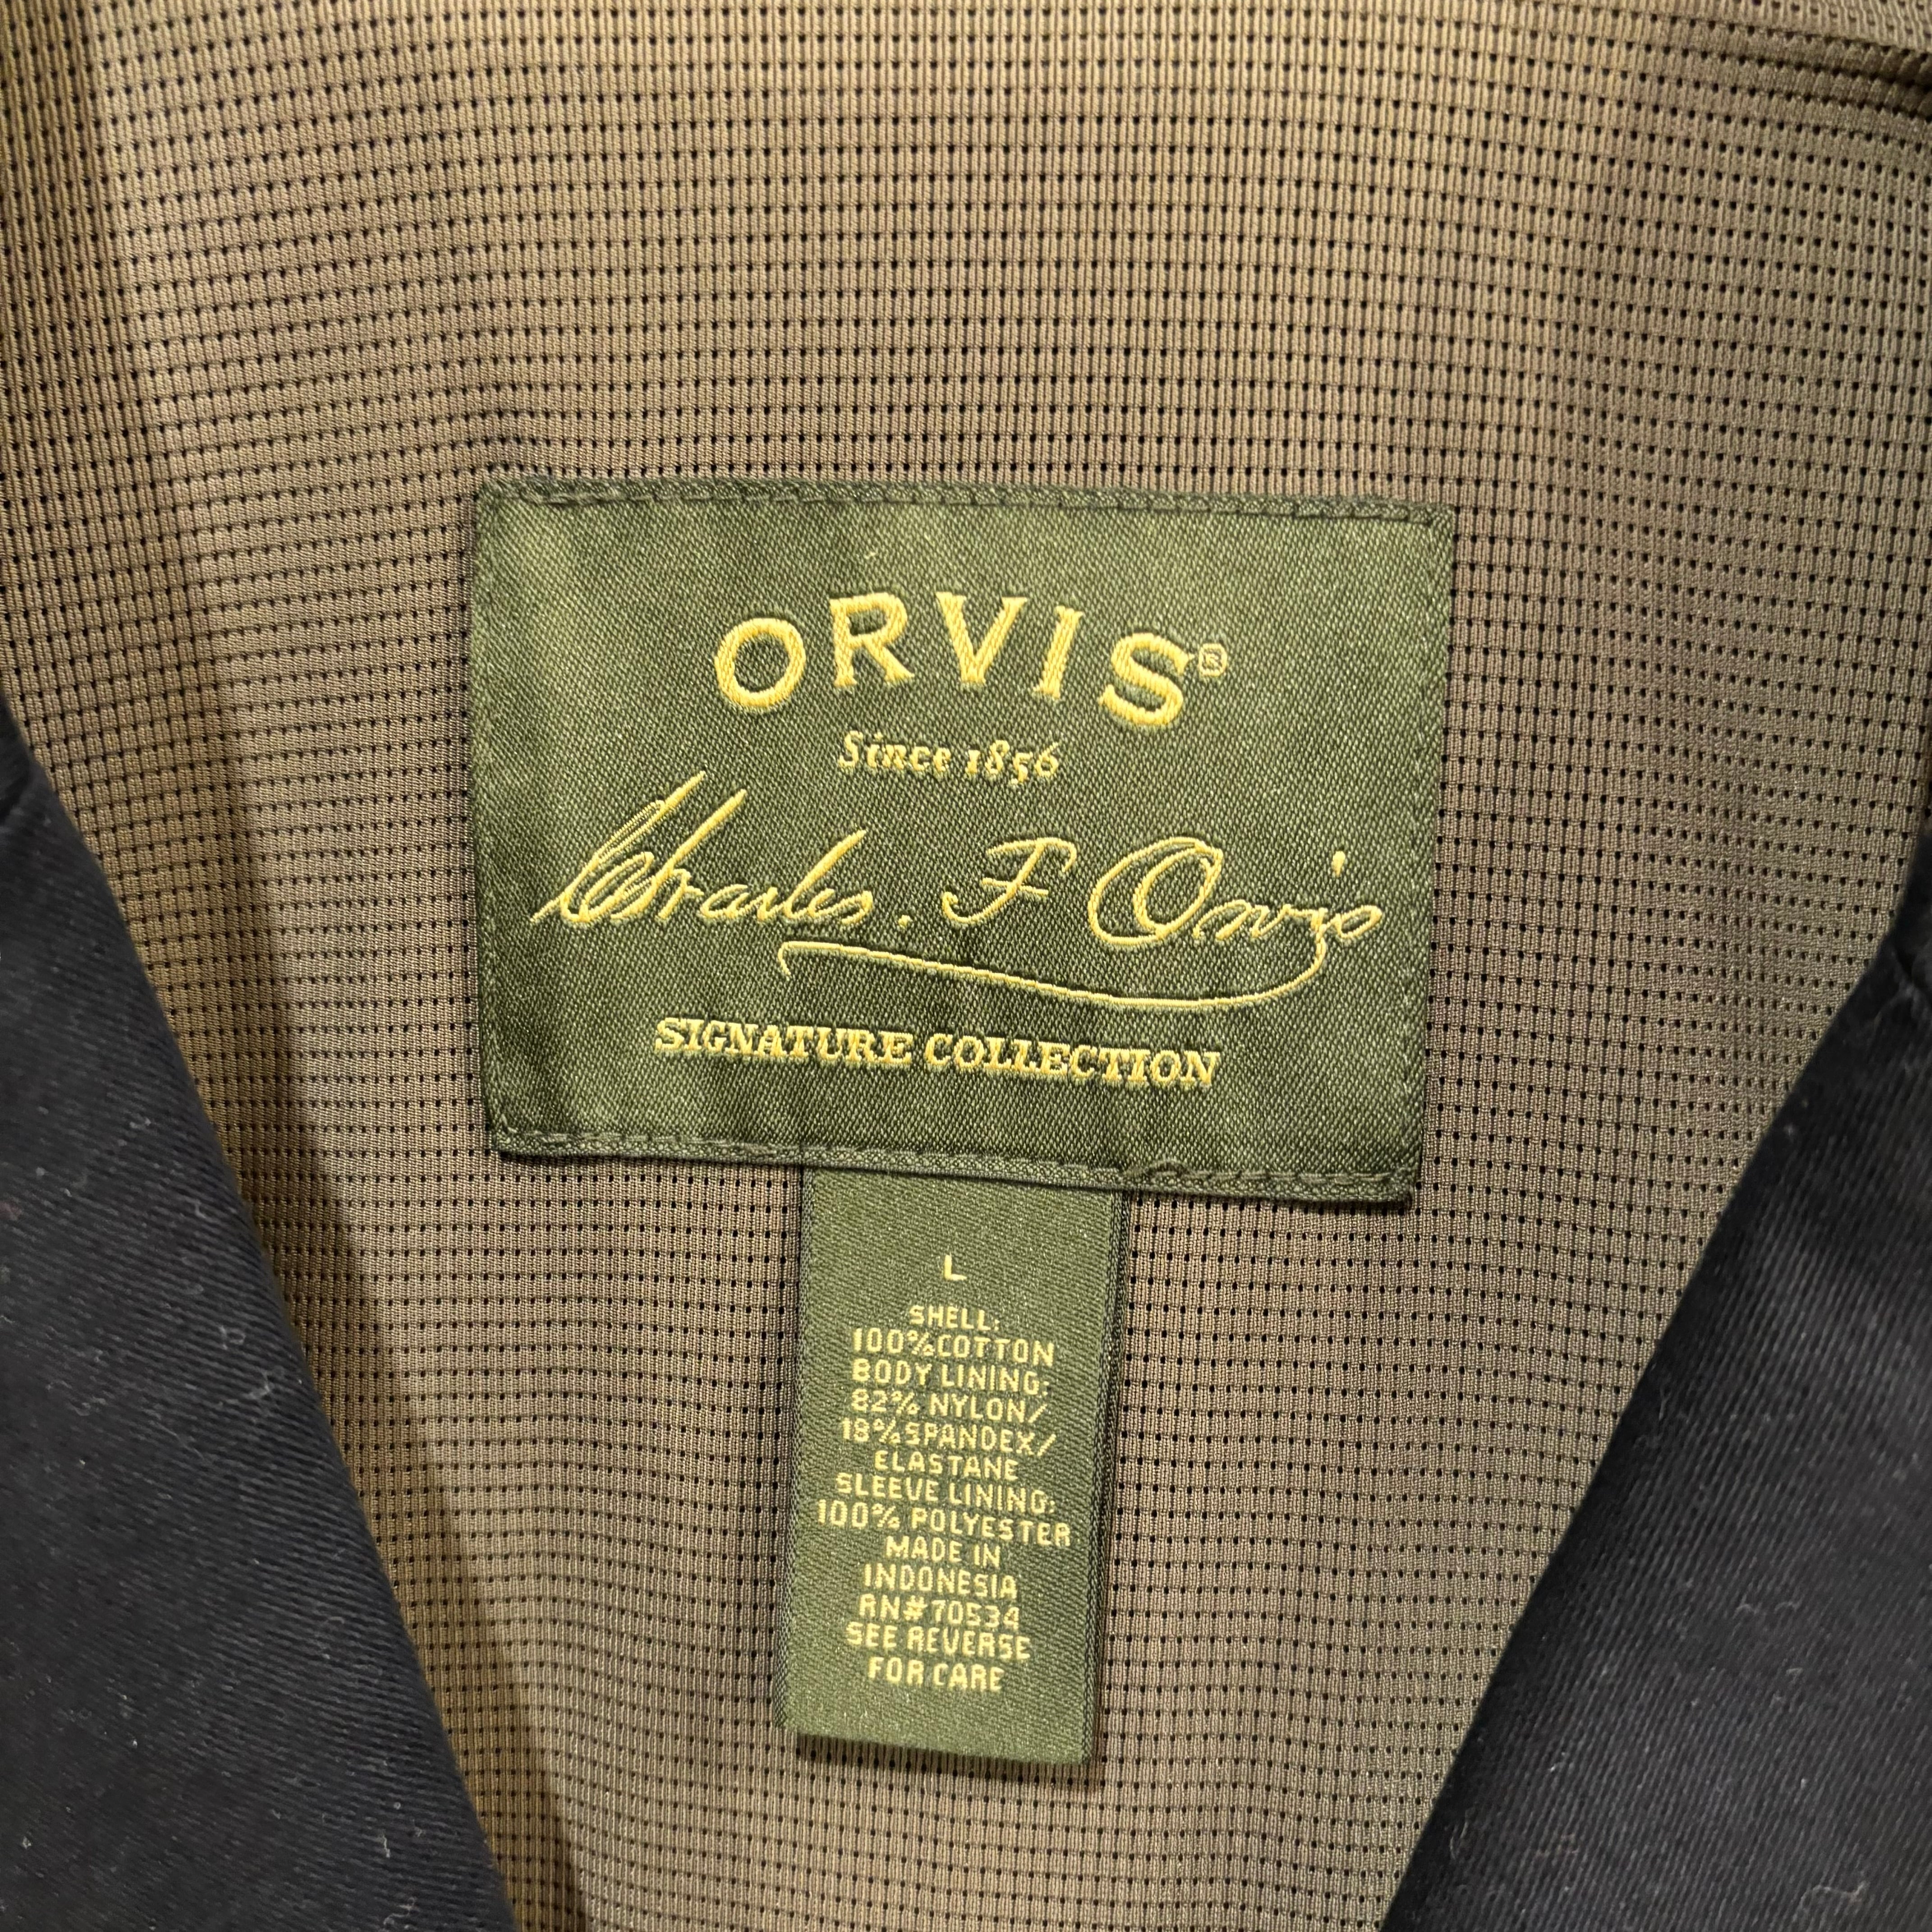 ORVIS®
Since 1856
Charles. F Orvis
SIGNATURE COLLECTION
L
SHELL:
100%COTTON
BODY LINING:
82% NYLON/
18%SPANDEX/
ELASTANE
SLEEVE LINING:
100% POLYESTER
MADE IN
INDONESIA
RN#70534
SEE REVERSE
FOR CARE